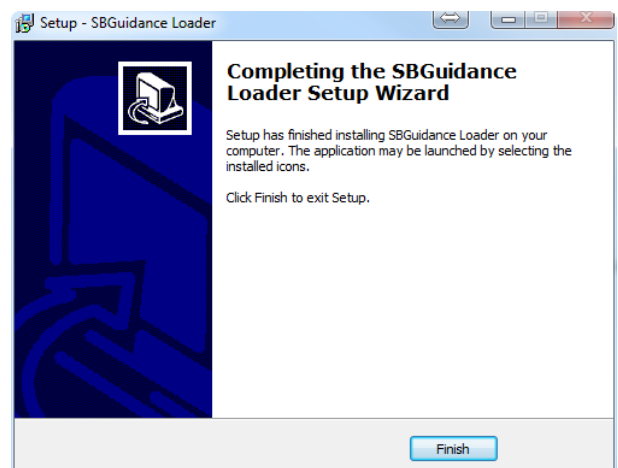 Setup - SBGuidance Loader
Completing the SBGuidance
Loader Setup Wizard
Setup has finished installing SBGuidance Loader on your
computer. The application may be launched by selecting the
installed icons.
Click Finish to exit Setup.
Finish